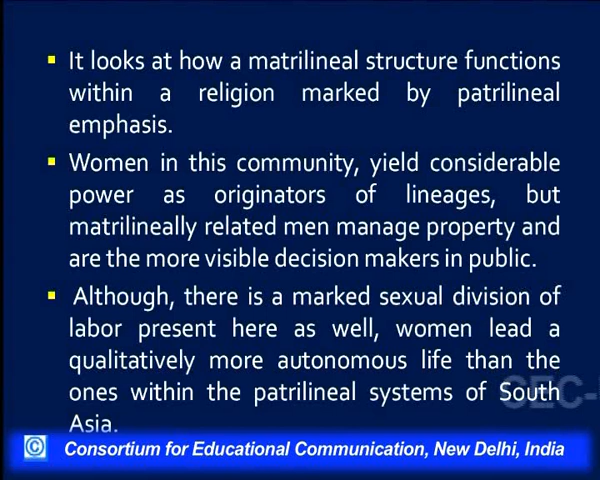 It looks at how a matrilineal structure functions
within a religion marked by patrilineal
emphasis.
Women in this community, yield considerable
power as originators of lineages, but
matrilineally related men manage property and
are the more visible decision makers in public.
Although, there is a marked sexual division of
labor present here as well, women lead a
qualitatively more autonomous life than the
ones within the patrilineal systems of South
Asia.
CEC-
© Consortium for Educational Communication, New Delhi, India